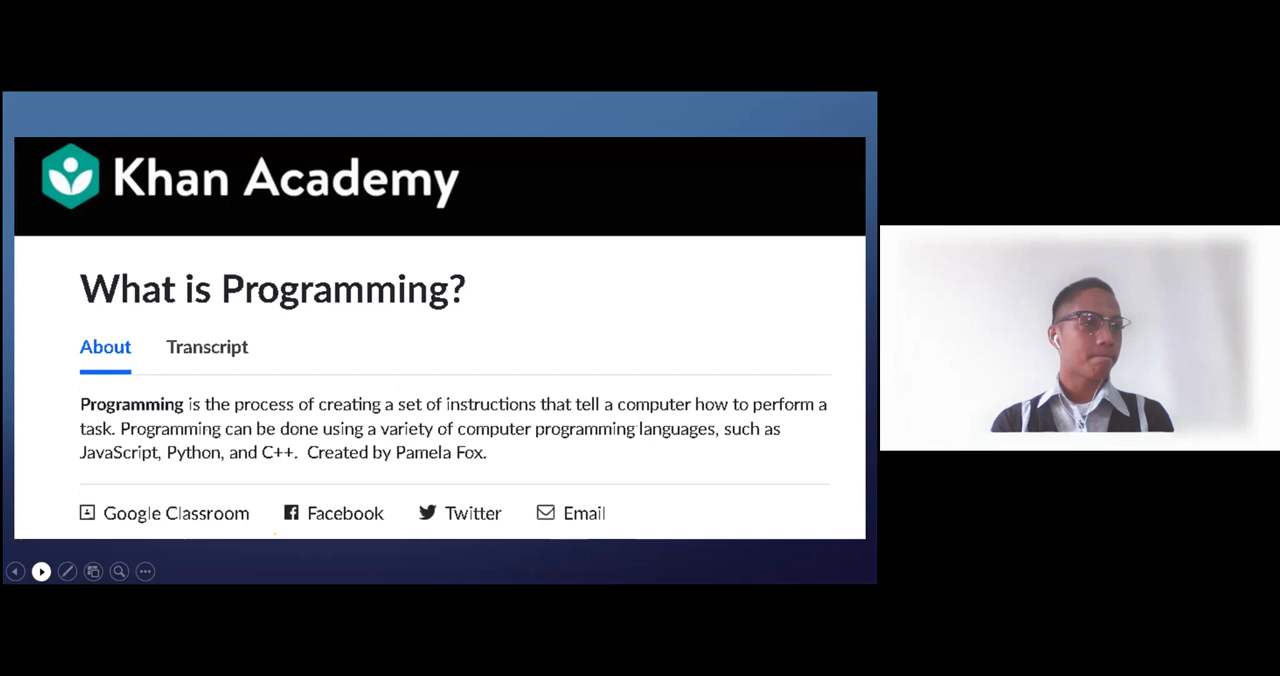 Khan Academy
What is Programming?
About Transcript
Programming is the process of creating a set of instructions that tell a computer how to perform a
task. Programming can be done using a variety of computer programming languages, such as
JavaScript, Python, and C++. Created by Pamela Fox.
Google Classroom Facebook Twitter Email